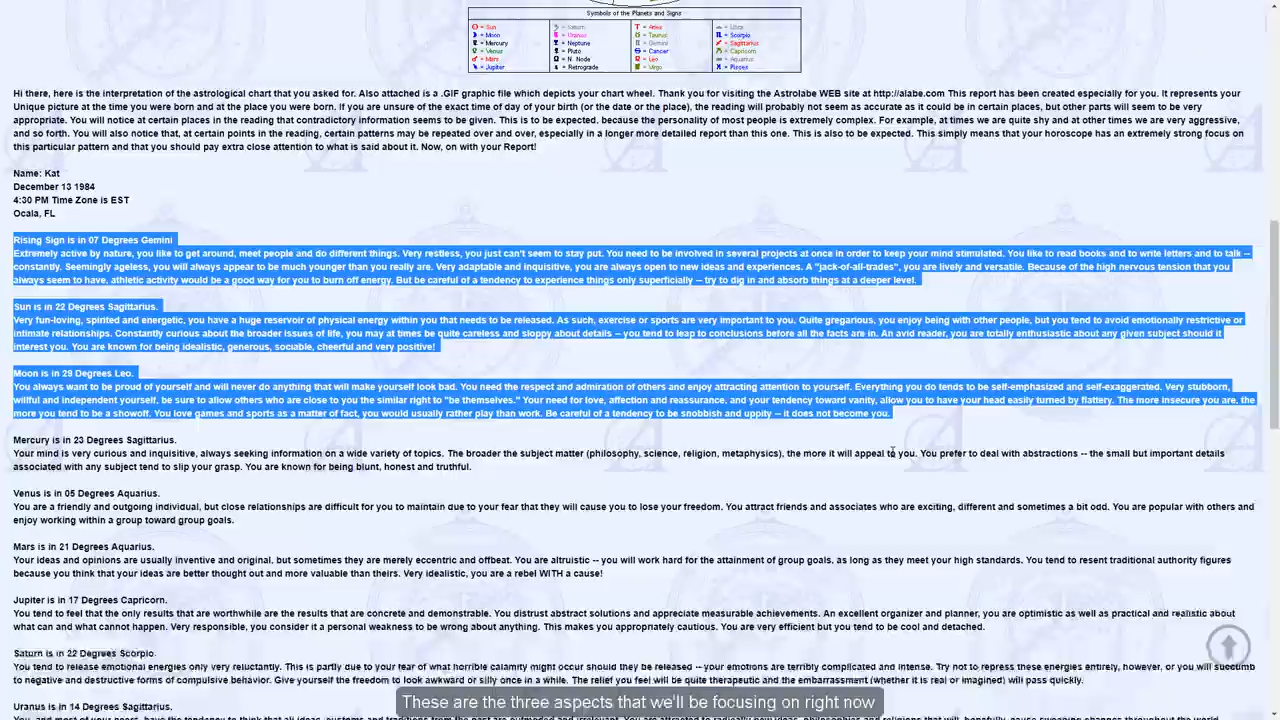 Symbols of the Planets and Signs
= Sun = Saturn = Aries = Libra
= Moon = Uranus = Taurus = Scorpio
= Mercury = Neptune = Gemini = Sagittarius
= Venus = Pluto = Cancer = Capricorn
= Mars = N. Node = Leo = Aquarius
= Jupiter = Retrograde = Virgo = Pisces
Hi there, here is the interpretation of the astrological chart that you asked for. Also attached is a .GIF graphic file which depicts your chart wheel. Thank you for visiting the Astrolabe WEB site at http://alabe.com This report has been created especially for you. It represents your
Unique picture at the time you were born and at the place you were born. If you are unsure of the exact time of day of your birth (or the date or the place), the reading will probably not seem as accurate as it could be in certain places, but other parts will seem to be very
appropriate. You will notice at certain places in the reading that contradictory information seems to be given. This is to be expected, because the personality of most people is extremely complex. For example, at times we are quite shy and at other times we are very aggressive,
and so forth. You will also notice that, at certain points in the reading, certain patterns may be repeated over and over, especially in a longer more detailed report than this one. This is also to be expected. This simply means that your horoscope has an extremely strong focus on
this particular pattern and that you should pay extra close attention to what is said about it. Now, on with your Report!
Name: Kat
December 13 1984
4:30 PM Time Zone is EST
Ocala, FL
Rising Sign is in 07 Degrees Gemini
Extremely active by nature, you like to get around, meet people and do different things. Very restless, you just can't seem to stay put. You need to be involved in several projects at once in order to keep your mind stimulated. You like to read books and to write letters and to talk --
constantly. Seemingly ageless, you will always appear to be much younger than you really are. Very adaptable and inquisitive, you are always open to new ideas and experiences. A "jack-of-all-trades", you are lively and versatile. Because of the high nervous tension that you
always seem to have, athletic activity would be a good way for you to burn off energy. But be careful of a tendency to experience things only superficially -- try to dig in and absorb things at a deeper level.
Sun is in 22 Degrees Sagittarius.
Very fun-loving, spirited and energetic, you have a huge reservoir of physical energy within you that needs to be released. As such, exercise or sports are very important to you. Quite gregarious, you enjoy being with other people, but you tend to avoid emotionally restrictive or
intimate relationships. Constantly curious about the broader issues of life, you may at times be quite careless and sloppy about details -- you tend to leap to conclusions before all the facts are in. An avid reader, you are totally enthusiastic about any given subject should it
interest you. You are known for being idealistic, generous, sociable, cheerful and very positive!
Moon is in 29 Degrees Leo.
You always want to be proud of yourself and will never do anything that will make yourself look bad. You need the respect and admiration of others and enjoy attracting attention to yourself. Everything you do tends to be self-emphasized and self-exaggerated. Very stubborn,
willful and independent yourself, be sure to allow others who are close to you the similar right to "be themselves." Your need for love, affection and reassurance, and your tendency toward vanity, allow you to have your head easily turned by flattery. The more insecure you are, the
more you tend to be a showoff. You love games and sports as a matter of fact, you would usually rather play than work. Be careful of a tendency to be snobbish and uppity -- it does not become you.
Mercury is in 23 Degrees Sagittarius.
Your mind is very curious and inquisitive, always seeking information on a wide variety of topics. The broader the subject matter (philosophy, science, religion, metaphysics), the more it will appeal to you. You prefer to deal with abstractions -- the small but important details
associated with any subject tend to slip your grasp. You are known for being blunt, honest and truthful.
Venus is in 05 Degrees Aquarius.
You are a friendly and outgoing individual, but close relationships are difficult for you to maintain due to your fear that they will cause you to lose your freedom. You attract friends and associates who are exciting, different and sometimes a bit odd. You are popular with others and
enjoy working within a group toward group goals.
Mars is in 21 Degrees Aquarius.
Your ideas and opinions are usually inventive and original, but sometimes they are merely eccentric and offbeat. You are altruistic -- you will work hard for the attainment of group goals, as long as they meet your high standards. You tend to resent traditional authority figures
because you think that your ideas are better thought out and more valuable than theirs. Very idealistic, you are a rebel WITH a cause!
Jupiter is in 17 Degrees Capricorn.
You tend to feel that the only results that are worthwhile are the results that are concrete and demonstrable. You distrust abstract solutions and appreciate measurable achievements. An excellent organizer and planner, you are optimistic as well as practical and realistic about
what can and what cannot happen. Very responsible, you consider it a personal weakness to be wrong about anything. This makes you appropriately cautious. You are very efficient but you tend to be cool and detached.
Saturn is in 22 Degrees Scorpio.
You tend to release emotional energies only very reluctantly. This is partly due to your fear of what horrible calamity might occur should they be released -- your emotions are terribly complicated and intense. Try not to repress these energies entirely, however, or you will succumb
to negative and destructive forms of compulsive behavior. Give yourself the freedom to look awkward or silly once in a while. The relief you feel will be quite therapeutic and the embarrassment (whether it is real or imagined) will pass quickly.
Uranus is in 14 Degrees Sagittarius.
These are the three aspects that we'll be focusing on right now